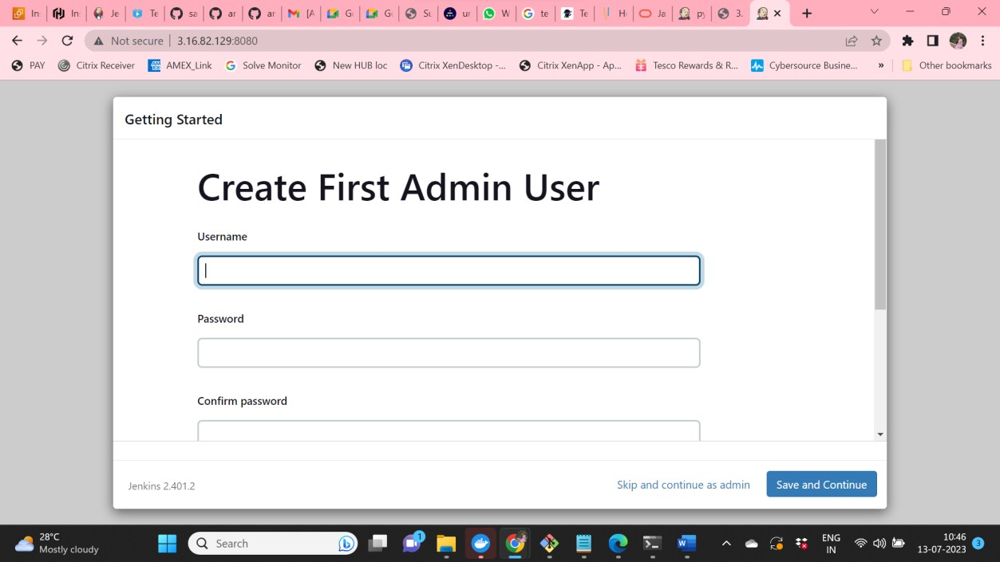 In
In
Je
Te
sa
ar
ar
[A
G
G
Su
ur
W
te
Te
H
Ja
py
3.
Not secure
3.16.82.129:8080
PAY
Citrix Receiver
AMEX_Link
Solve Monitor
New HUB loc
Citrix XenDesktop -...
Citrix XenApp - Ap...
Tesco Rewards & R...
Cybersource Busine...
»
Other bookmarks
Getting Started
Create First Admin User
Username
Password
Confirm password
Jenkins 2.401.2
Skip and continue as admin
Save and Continue
28°C
Mostly cloudy
Search
1
ENG
IN
10:46
13-07-2023
3